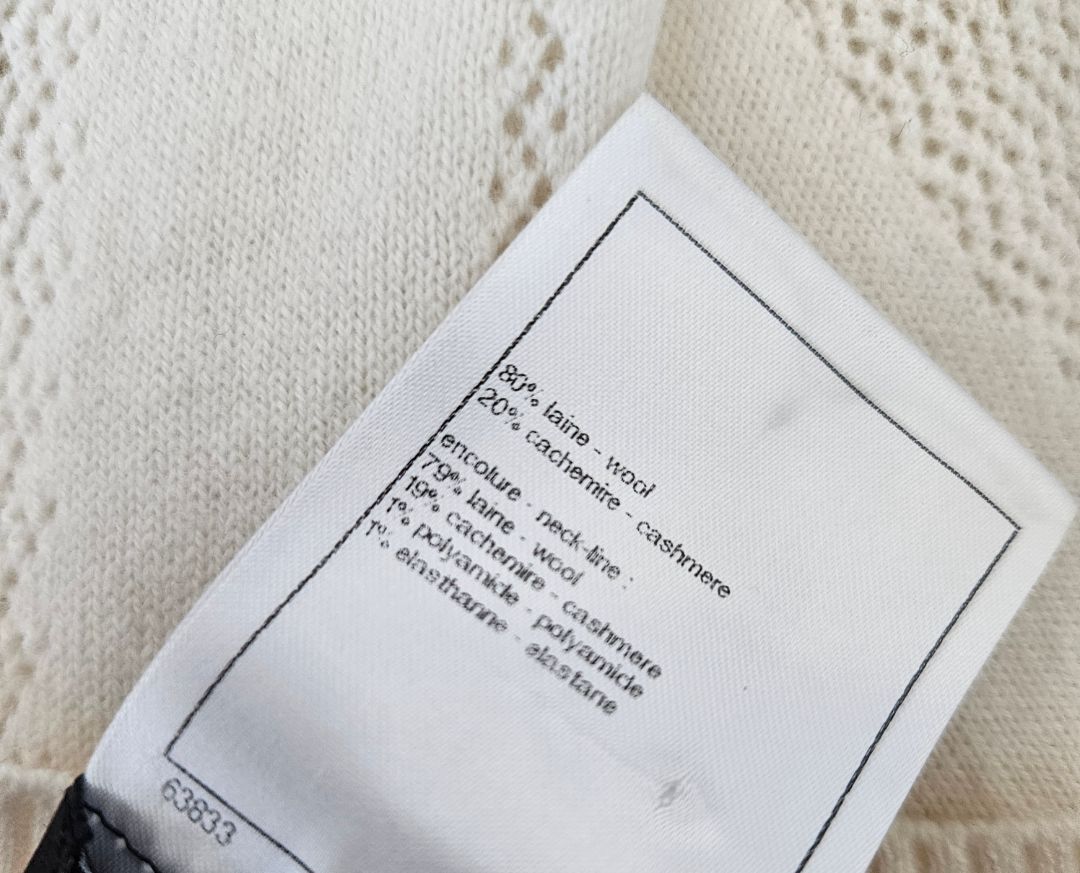 80% laine - wool
20% cachemire - cashmere
encolure - neck-line :
79% laine - wool
19% cachemire - cashmere
1% polyamide - polyamide
1% elasthanne - elastane
63833